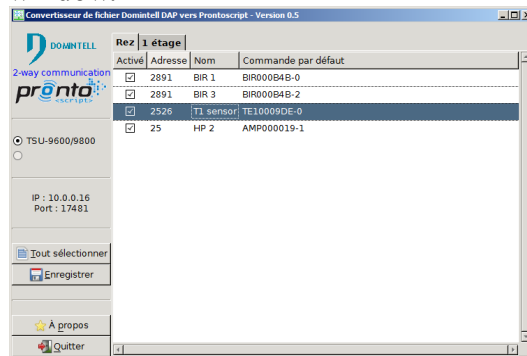 Convertisseur de fichier Domintell DAP vers Prontoscript - Version 0.5
DOMINTELL
2-way communication
pronto
<script>
TSU-9600/9800
IP : 10.0.0.16
Port : 17481
Tout sélectionner
Enregistrer
À propos
Quitter
Rez 1 étage
Activé Adresse Nom Commande par défaut
2891 BIR 1 BIR000B4B-0
2891 BIR 3 BIR000B4B-2
2526 T1 sensor TE10009DE-0
25 HP 2 AMP000019-1